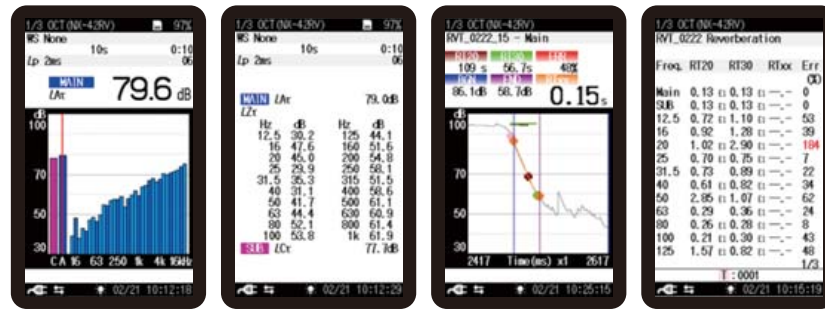 1/3 OCT(NX-42RV) 97%
WS None
10s 0:10
Lp 2ms 06
MAIN LAτ 79.6 dB
dB
100
70
50
30
C A 16 63 250 1k 4k 16kHz
02/21 10:12:18
1/3 OCT(NX-42RV) 97%
WS None
10s 0:10
Lp 2ms 06
MAIN LAτ 79.0dB
LZτ
Hz dB Hz dB
12.5 30.2 125 44.1
16 47.6 160 51.6
20 45.0 200 54.8
25 29.9 250 58.1
31.5 35.3 315 51.5
40 31.1 400 58.6
50 41.7 500 61.1
63 44.4 630 60.9
80 52.1 800 61.4
100 53.8 1k 61.9
SUB LCτ 77.7dB
02/21 10:12:29
1/3 OCT(NX-42RV) 97%
RVT_0222_15 - Main
RT20 RT30 ERR
109 s 56.7s 48%
BGN END RTxx
86.1dB 58.7dB 0.15s
dB
100
70
50
30
2417 Time(ms) x1 2617
02/21 10:25:15
1/3 OCT(NX-42RV)
RVT_0222 Reverberation
Freq. RT20 RT30 RTxx Err
(%)
Main 0.13 0.13 --.- 0
SUB 0.13 0.13 --.- 0
12.5 0.72 1.10 --.- 53
16 0.92 1.28 --.- 39
20 1.02 2.90 --.- 184
25 0.70 0.75 --.- 7
31.5 0.73 0.89 --.- 22
40 0.61 0.82 --.- 34
50 2.85 1.07 --.- 62
63 0.29 0.36 --.- 24
80 0.26 0.28 --.- 8
100 0.21 0.30 --.- 43
125 1.57 0.82 --.- 48
1/3
T : 0001
02/21 10:15:19